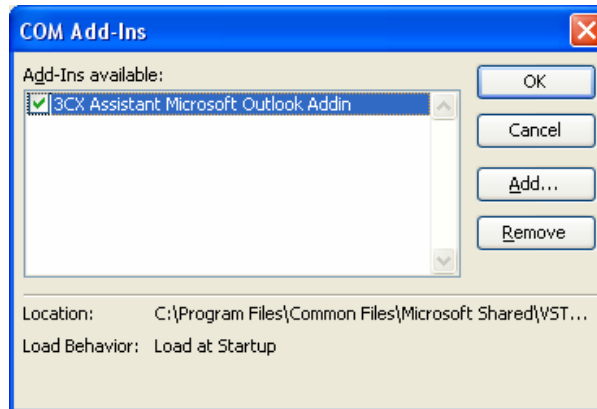 COM Add-Ins
Add-Ins available:
3CX Assistant Microsoft Outlook Addin
OK
Cancel
Add...
Remove
Location: C:\Program Files\Common Files\Microsoft Shared\VST...
Load Behavior: Load at Startup